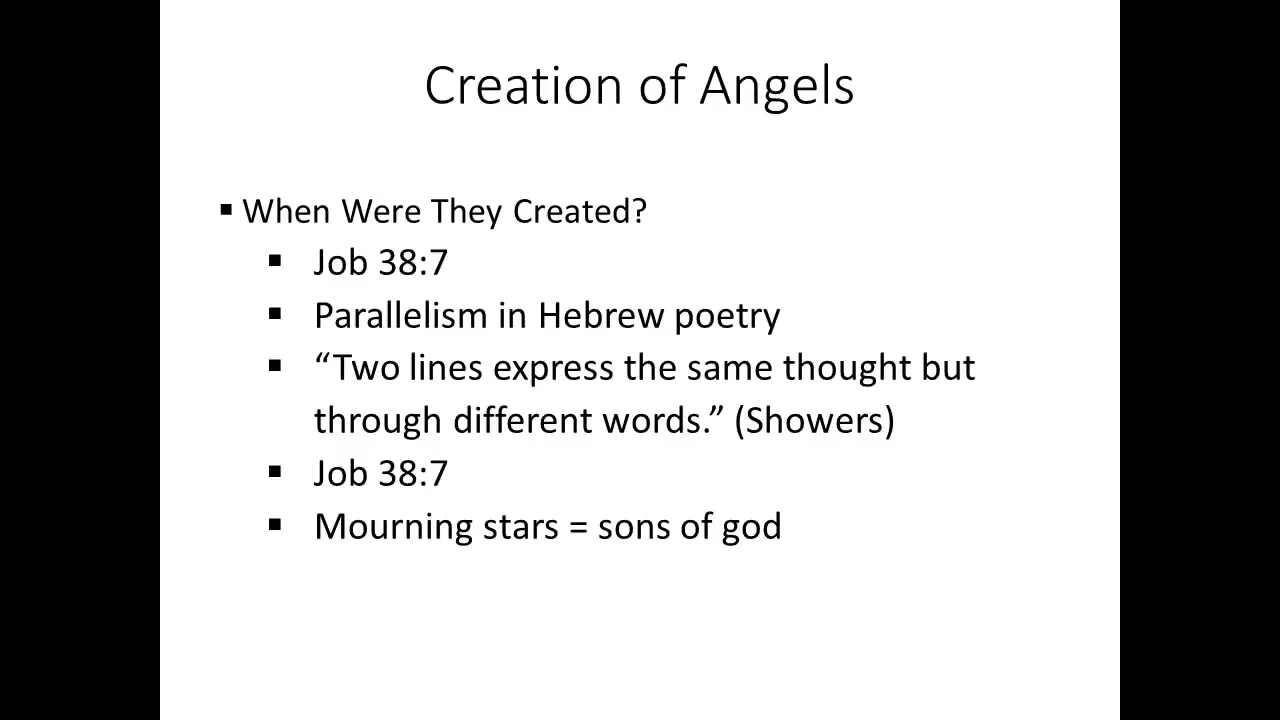 Creation of Angels
▪ When Were They Created?
▪ Job 38:7
▪ Parallelism in Hebrew poetry
▪ “Two lines express the same thought but
through different words.” (Showers)
▪ Job 38:7
▪ Mourning stars = sons of god